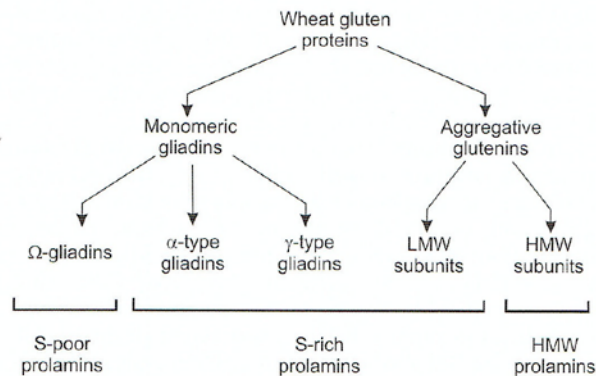 Wheat gluten
proteins
Monomeric
gliadins
Aggregative
glutenins
Ω-gliadins
α-type
gliadins
γ-type
gliadins
LMW
subunits
HMW
subunits
S-poor
prolamins
S-rich
prolamins
HMW
prolamins